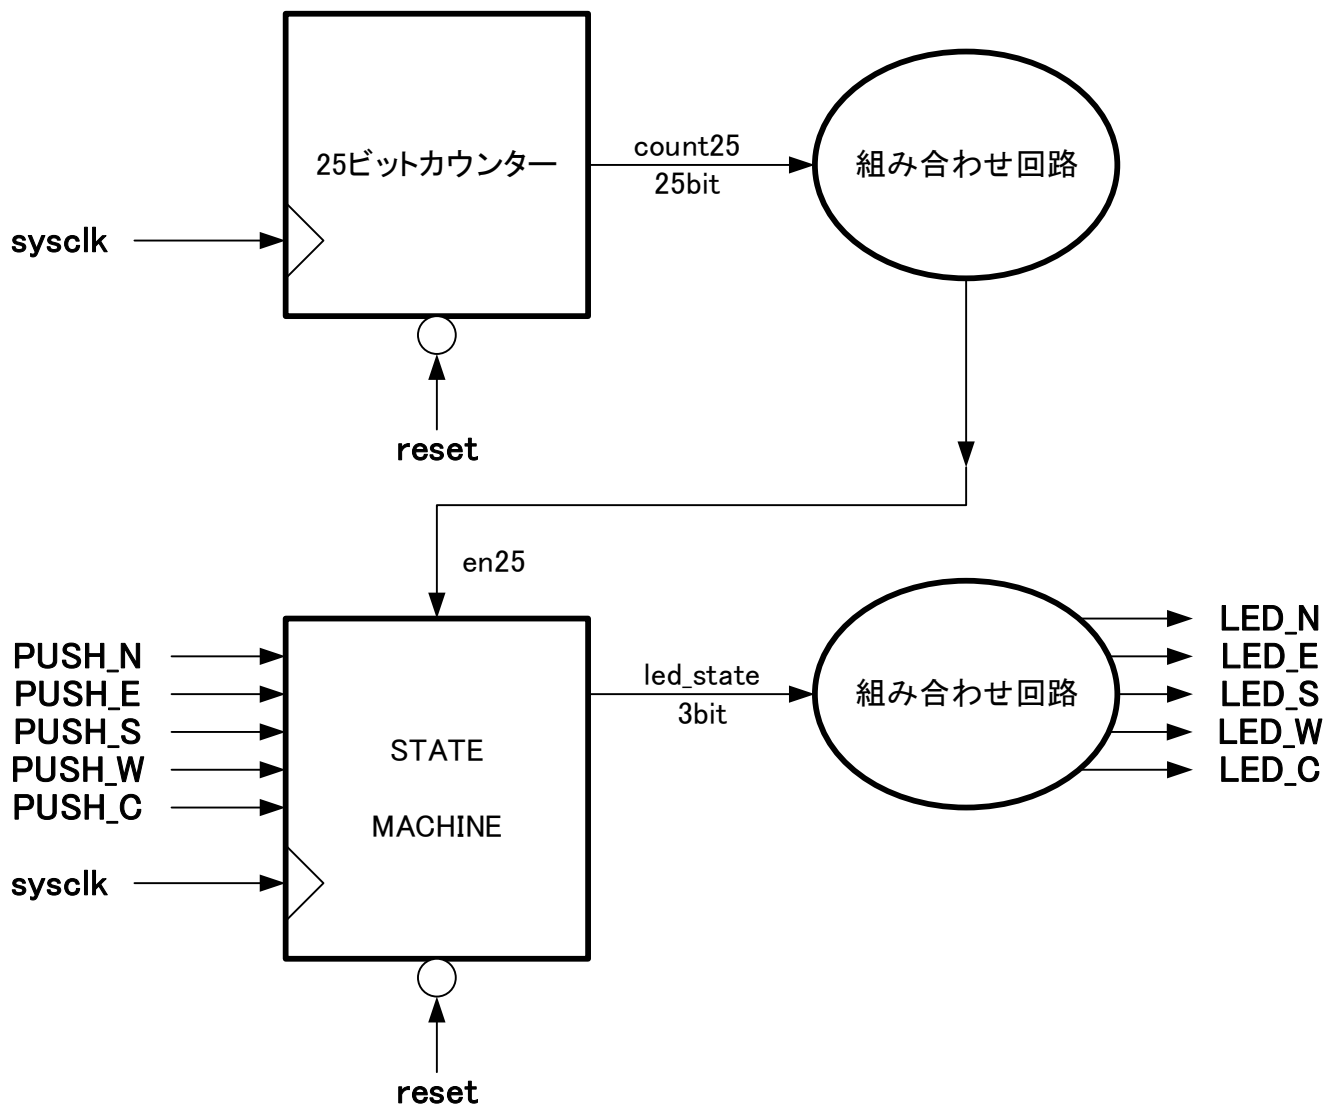 25ビットカウンター
count25
25bit
組み合わせ回路
sysclk
reset
en25
PUSH_N
PUSH_E
PUSH_S
PUSH_W
PUSH_C
sysclk
STATE
MACHINE
led_state
3bit
組み合わせ回路
LED_N
LED_E
LED_S
LED_W
LED_C
reset